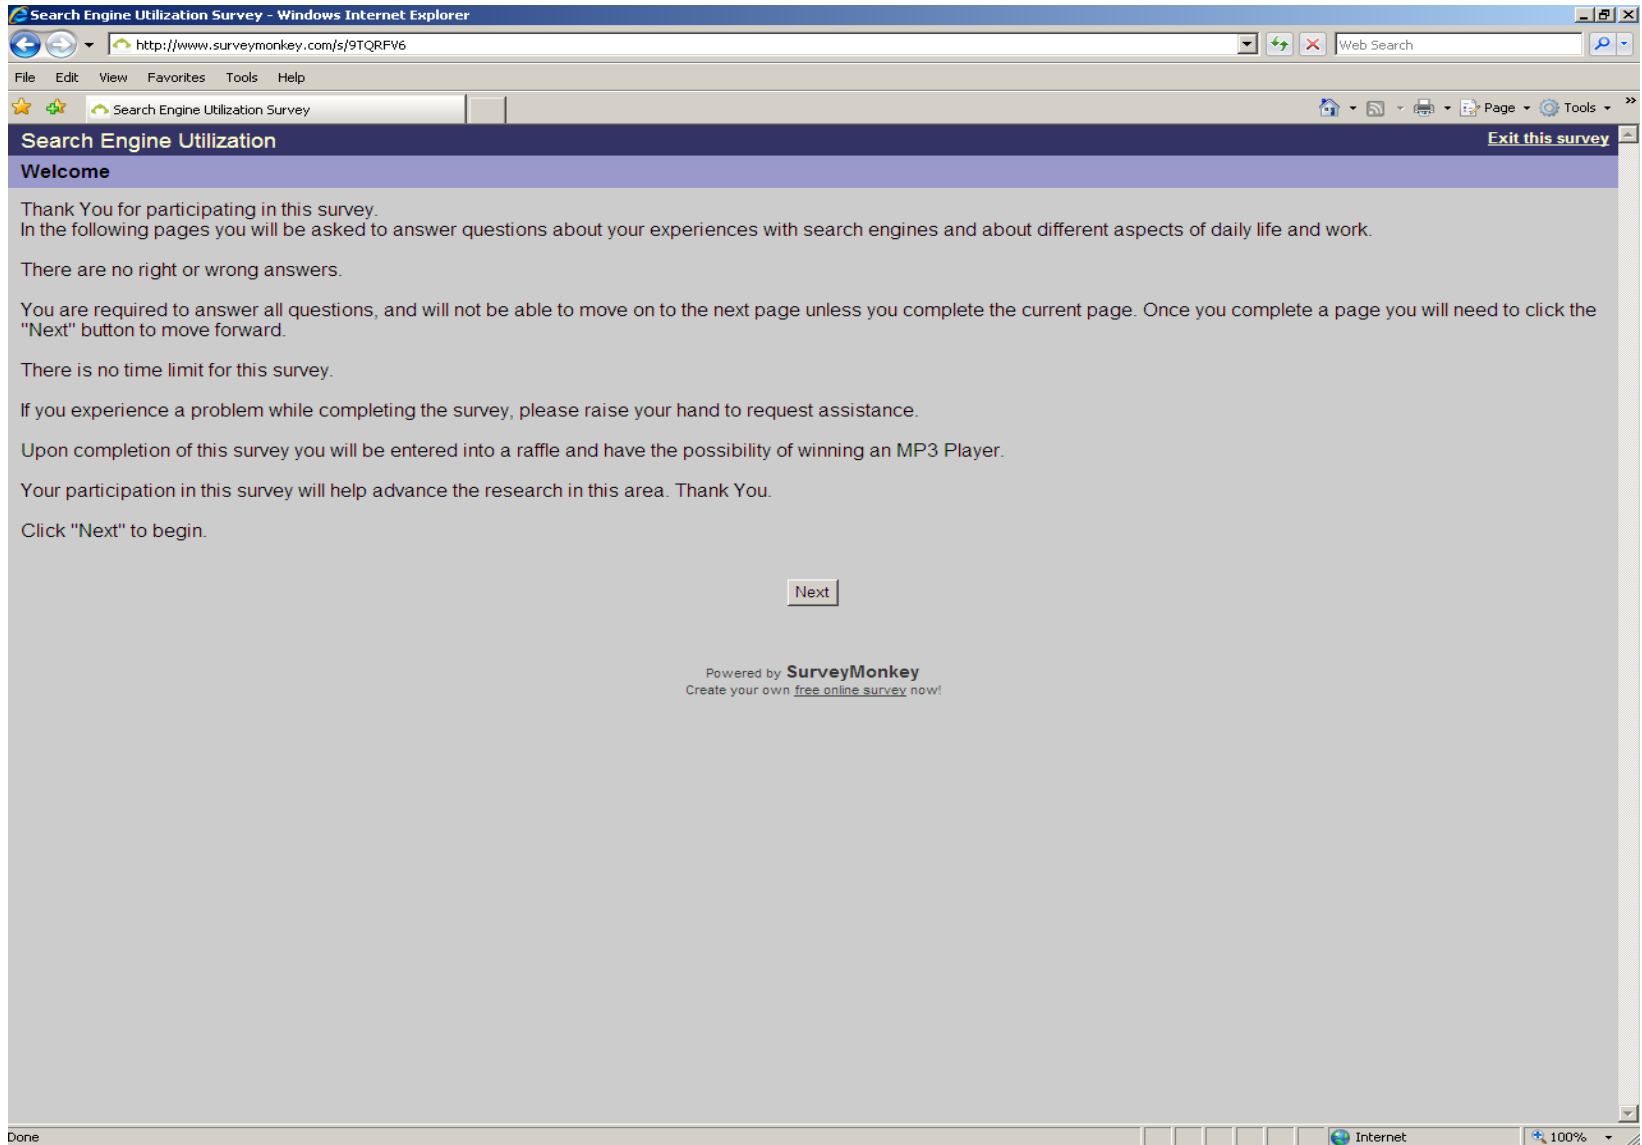 Search Engine Utilization Survey - Windows Internet Explorer
http://www.surveymonkey.com/s/9TQRFV6
Web Search
File Edit View Favorites Tools Help
Search Engine Utilization Survey
Page Tools
Search Engine Utilization
Exit this survey
Welcome
Thank You for participating in this survey.
In the following pages you will be asked to answer questions about your experiences with search engines and about different aspects of daily life and work.
There are no right or wrong answers.
You are required to answer all questions, and will not be able to move on to the next page unless you complete the current page. Once you complete a page you will need to click the
"Next" button to move forward.
There is no time limit for this survey.
If you experience a problem while completing the survey, please raise your hand to request assistance.
Upon completion of this survey you will be entered into a raffle and have the possibility of winning an MP3 Player.
Your participation in this survey will help advance the research in this area. Thank You.
Click "Next" to begin.
Next
Powered by SurveyMonkey
Create your own free online survey now!
Done
Internet
100%